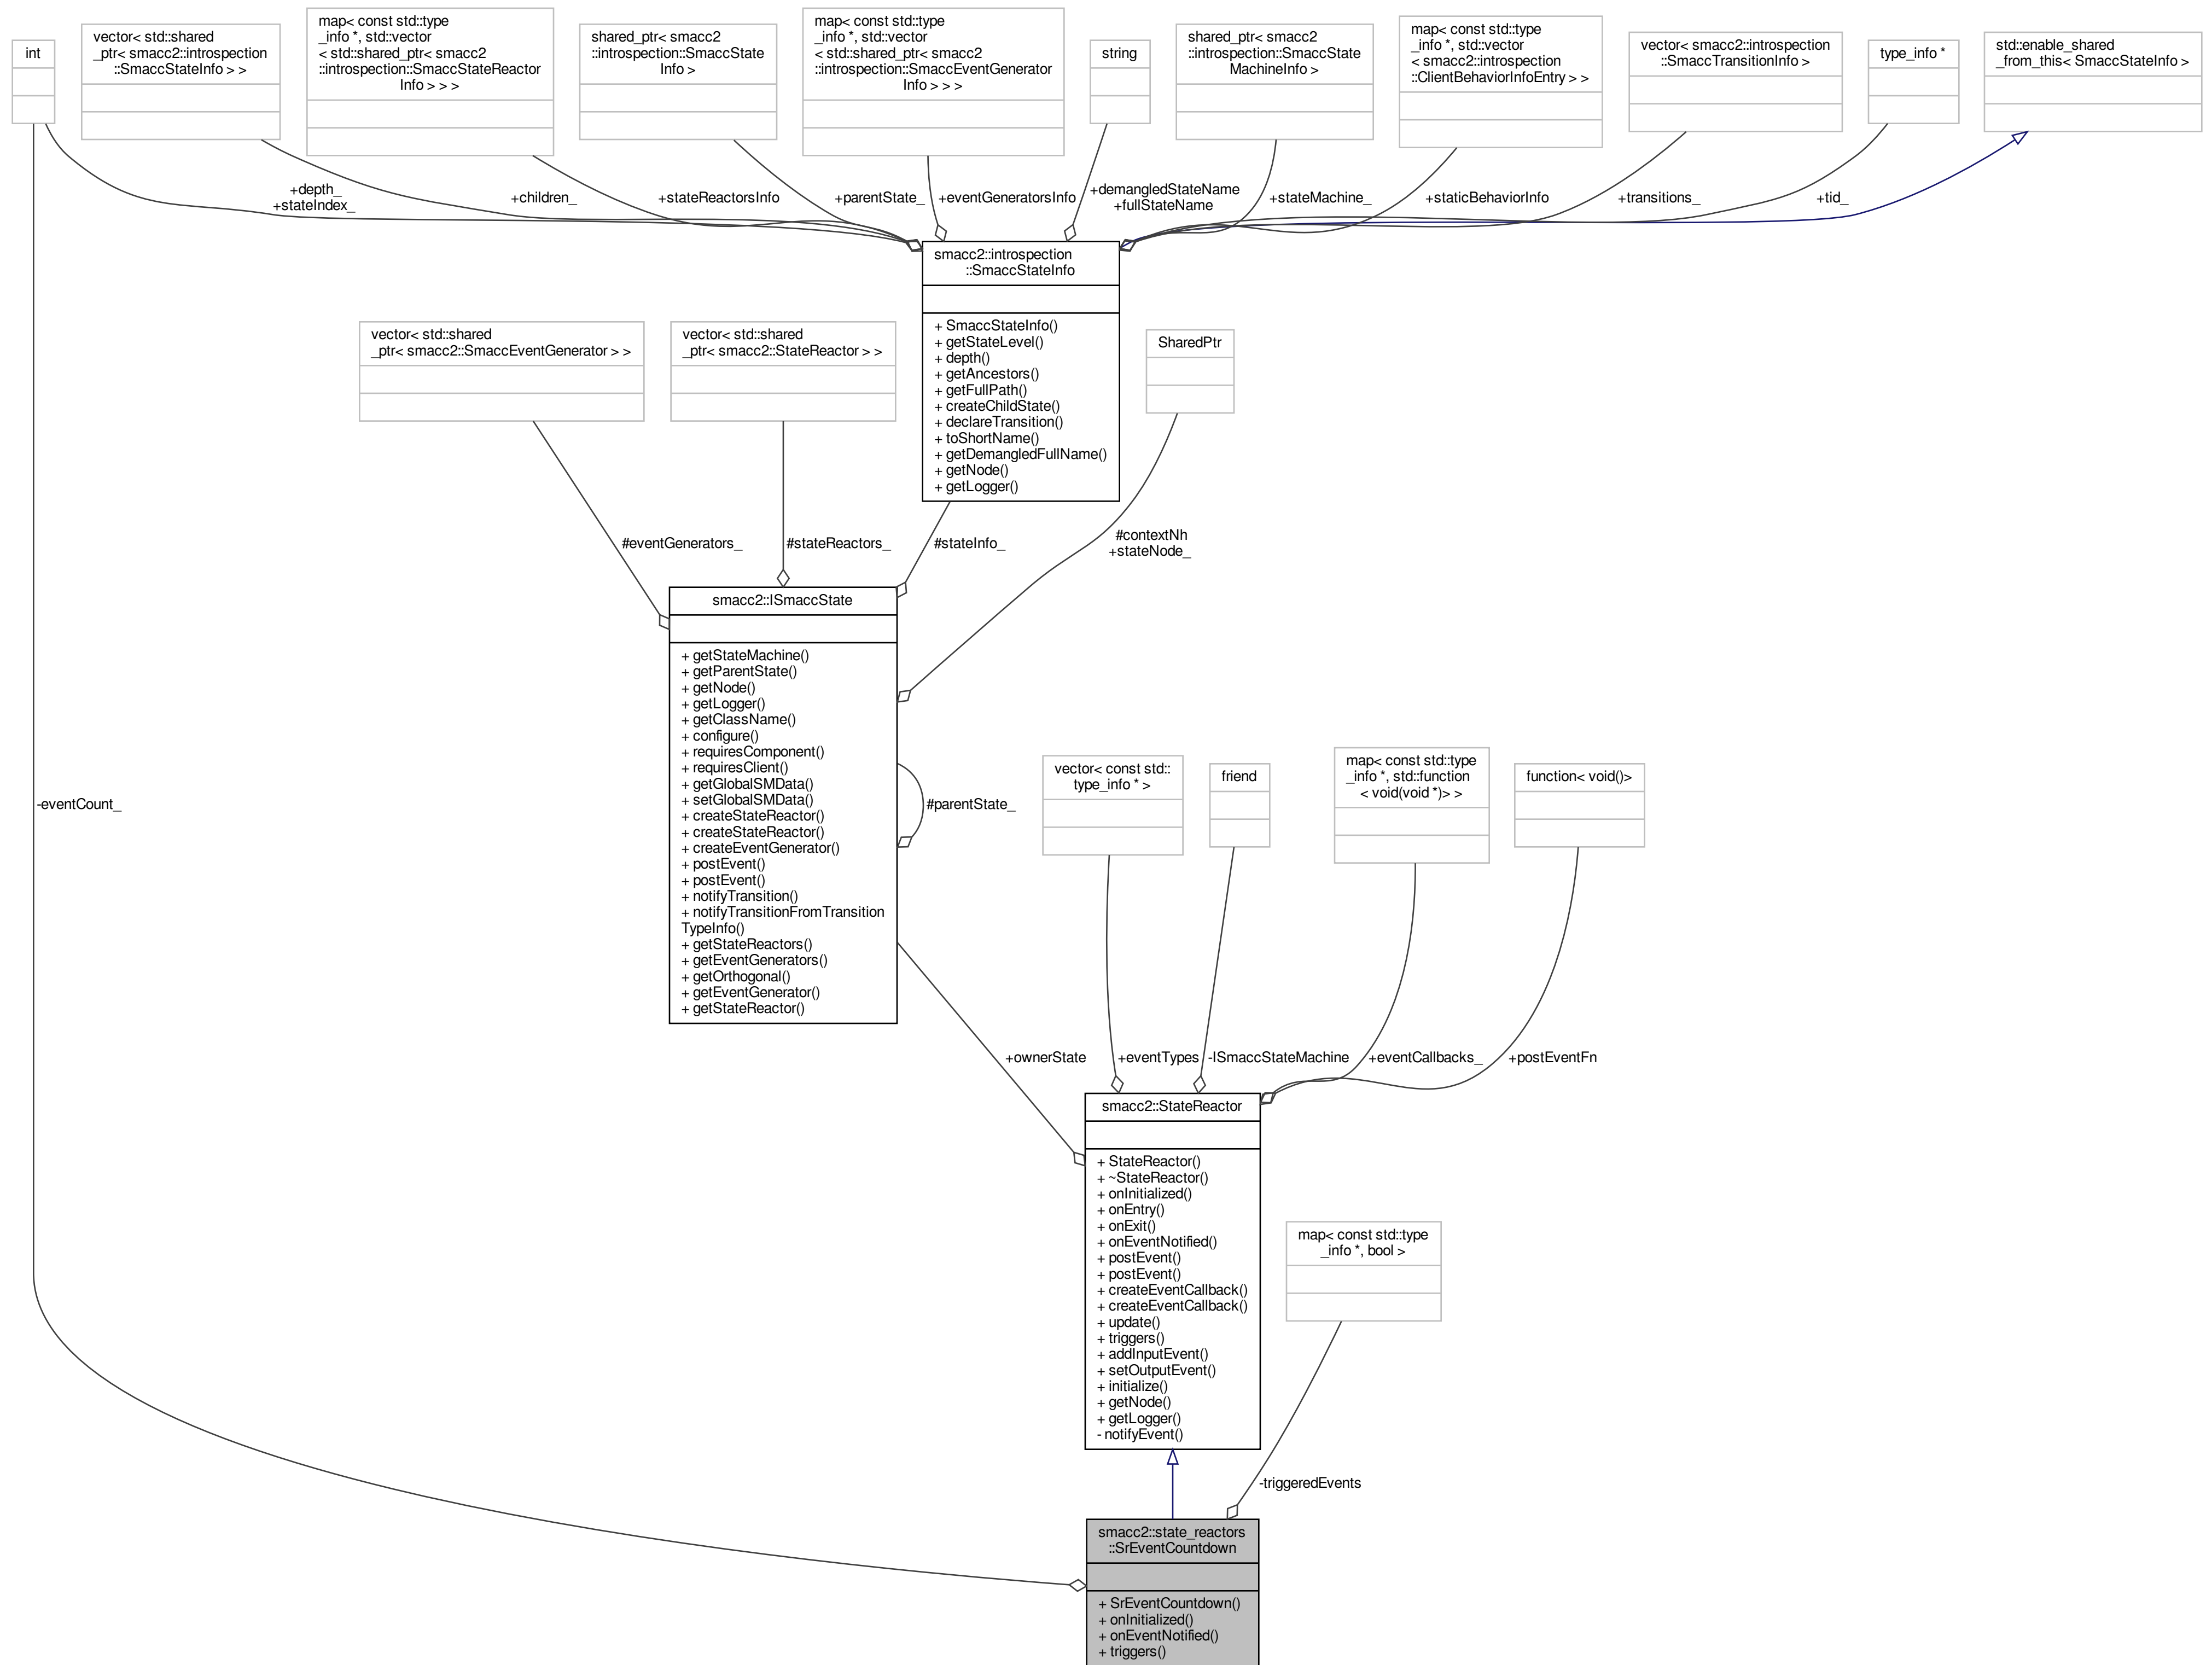 int
vector< std::shared
_ptr< smacc2::introspection
::SmaccStateInfo > >
map< const std::type
_info *, std::vector
< std::shared_ptr< smacc2
::introspection::SmaccStateReactor
Info > > >
shared_ptr< smacc2
::introspection::SmaccState
Info >
map< const std::type
_info *, std::vector
< std::shared_ptr< smacc2
::introspection::SmaccEventGenerator
Info > > >
string
shared_ptr< smacc2
::introspection::SmaccState
MachineInfo >
map< const std::type
_info *, std::vector
< smacc2::introspection
::ClientBehaviorInfoEntry > >
vector< smacc2::introspection
::SmaccTransitionInfo >
type_info *
std::enable_shared
_from_this< SmaccStateInfo >
+depth_
+stateIndex_
+children_
+stateReactorsInfo
+parentState_
+eventGeneratorsInfo
+demangledStateName
+fullStateName
+stateMachine_
+staticBehaviorInfo
+transitions_
+tid_
smacc2::introspection
::SmaccStateInfo
+ SmaccStateInfo()
+ getStateLevel()
+ depth()
+ getAncestors()
+ getFullPath()
+ createChildState()
+ declareTransition()
+ toShortName()
+ getDemangledFullName()
+ getNode()
+ getLogger()
vector< std::shared
_ptr< smacc2::SmaccEventGenerator > >
vector< std::shared
_ptr< smacc2::StateReactor > >
SharedPtr
#eventGenerators_
#stateReactors_
#stateInfo_
#contextNh
+stateNode_
smacc2::ISmaccState
+ getStateMachine()
+ getParentState()
+ getNode()
+ getLogger()
+ getClassName()
+ configure()
+ requiresComponent()
+ requiresClient()
+ getGlobalSMData()
+ setGlobalSMData()
+ createStateReactor()
+ createStateReactor()
+ createEventGenerator()
+ postEvent()
+ postEvent()
+ notifyTransition()
+ notifyTransitionFromTransition
TypeInfo()
+ getStateReactors()
+ getEventGenerators()
+ getOrthogonal()
+ getEventGenerator()
+ getStateReactor()
#parentState_
-eventCount_
vector< const std::
type_info * >
friend
map< const std::type
_info *, std::function
< void(void *)> >
function< void()>
+ownerState
+eventTypes
-ISmaccStateMachine
+eventCallbacks_
+postEventFn
smacc2::StateReactor
+ StateReactor()
+ ~StateReactor()
+ onInitialized()
+ onEntry()
+ onExit()
+ onEventNotified()
+ postEvent()
+ postEvent()
+ createEventCallback()
+ createEventCallback()
+ update()
+ triggers()
+ addInputEvent()
+ setOutputEvent()
+ initialize()
+ getNode()
+ getLogger()
- notifyEvent()
map< const std::type
_info *, bool >
-triggeredEvents
smacc2::state_reactors
::SrEventCountdown
+ SrEventCountdown()
+ onInitialized()
+ onEventNotified()
+ triggers()